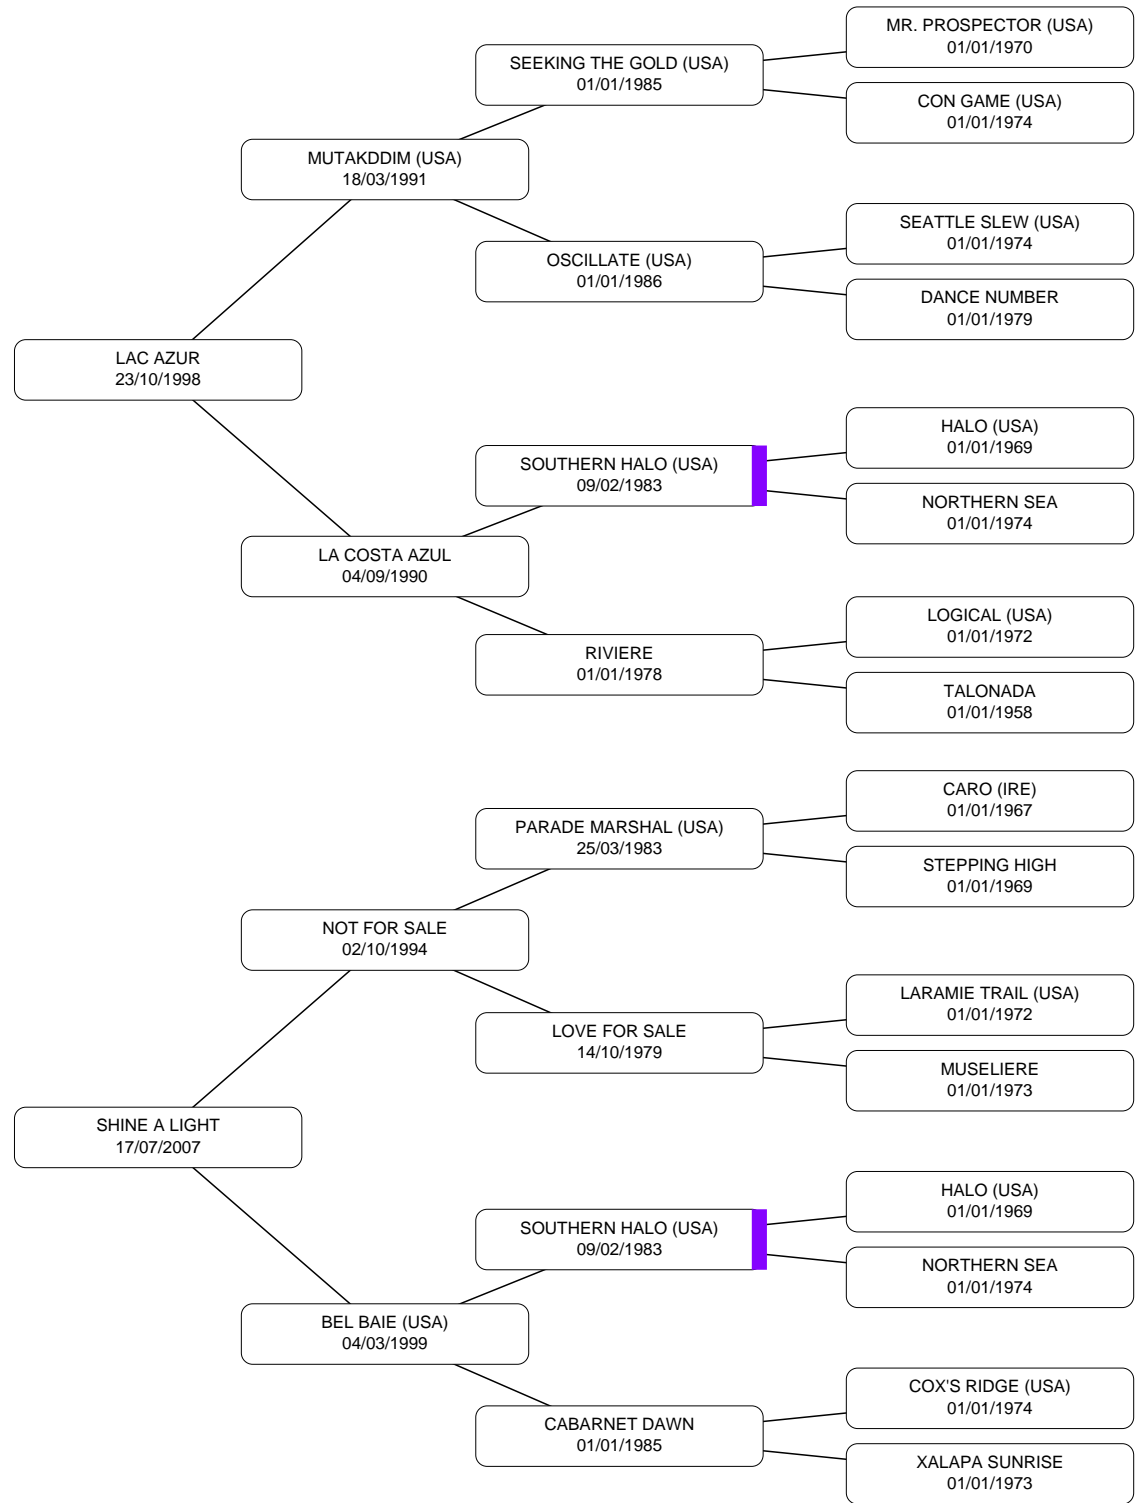 MR. PROSPECTOR (USA)
01/01/1970
SEEKING THE GOLD (USA)
01/01/1985
CON GAME (USA)
01/01/1974
MUTAKDDIM (USA)
18/03/1991
SEATTLE SLEW (USA)
01/01/1974
OSCILLATE (USA)
01/01/1986
DANCE NUMBER
01/01/1979
LAC AZUR
23/10/1998
HALO (USA)
01/01/1969
SOUTHERN HALO (USA)
09/02/1983
NORTHERN SEA
01/01/1974
LA COSTA AZUL
04/09/1990
LOGICAL (USA)
01/01/1972
RIVIERE
01/01/1978
TALONADA
01/01/1958
CARO (IRE)
01/01/1967
PARADE MARSHAL (USA)
25/03/1983
STEPPING HIGH
01/01/1969
NOT FOR SALE
02/10/1994
LARAMIE TRAIL (USA)
01/01/1972
LOVE FOR SALE
14/10/1979
MUSELIERE
01/01/1973
SHINE A LIGHT
17/07/2007
HALO (USA)
01/01/1969
SOUTHERN HALO (USA)
09/02/1983
NORTHERN SEA
01/01/1974
BEL BAIE (USA)
04/03/1999
COX'S RIDGE (USA)
01/01/1974
CABARNET DAWN
01/01/1985
XALAPA SUNRISE
01/01/1973